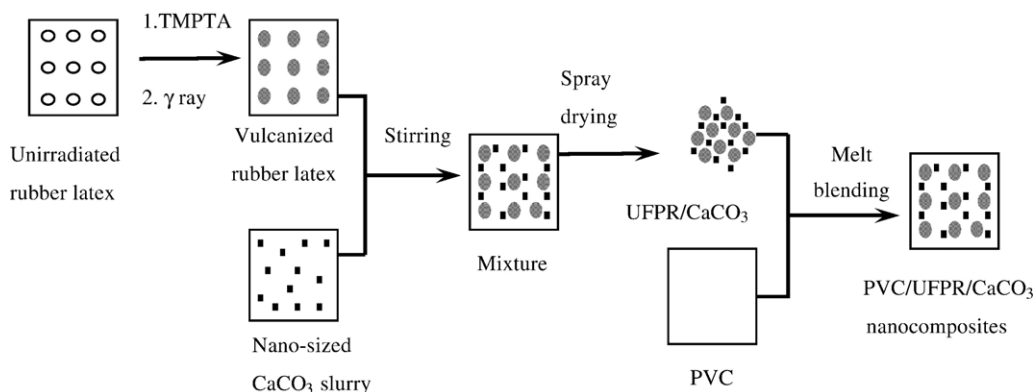 1.TMPTA
2. γ ray
Unirradiated
rubber latex
Vulcanized
rubber latex
Nano-sized
CaCO₃ slurry
Stirring
Mixture
Spray
drying
UFPR/CaCO₃
PVC
Melt
blending
PVC/UFPR/CaCO₃
nanocomposites